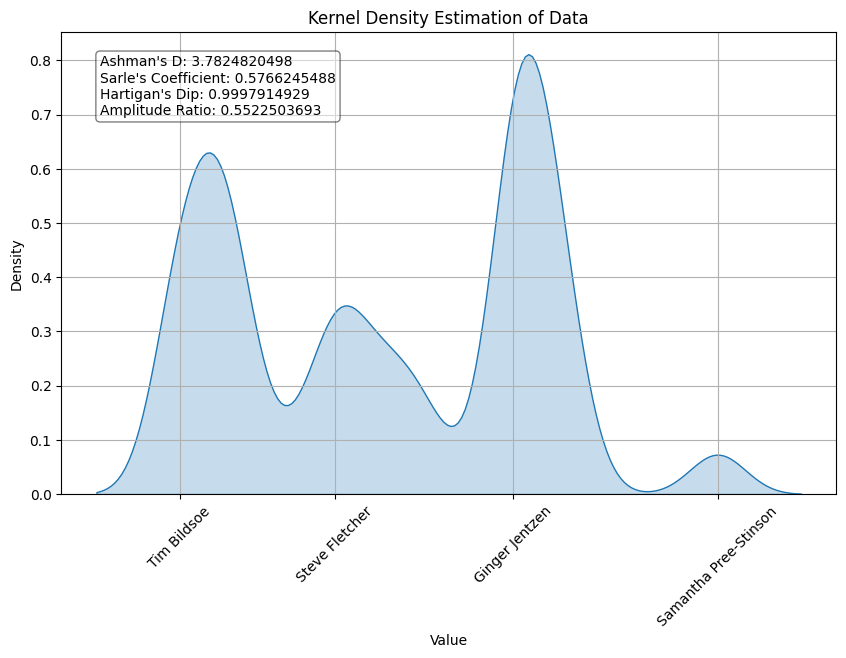 Kernel Density Estimation of Data
Ashman's D: 3.7824820498
Sarle's Coefficient: 0.5766245488
Hartigan's Dip: 0.9997914929
Amplitude Ratio: 0.5522503693
Density
0.8
0.7
0.6
0.5
0.4
0.3
0.2
0.1
0.0
Tim Bildsoe
Steve Fletcher
Ginger Jentzen
Samantha Pree-Stinson
Value